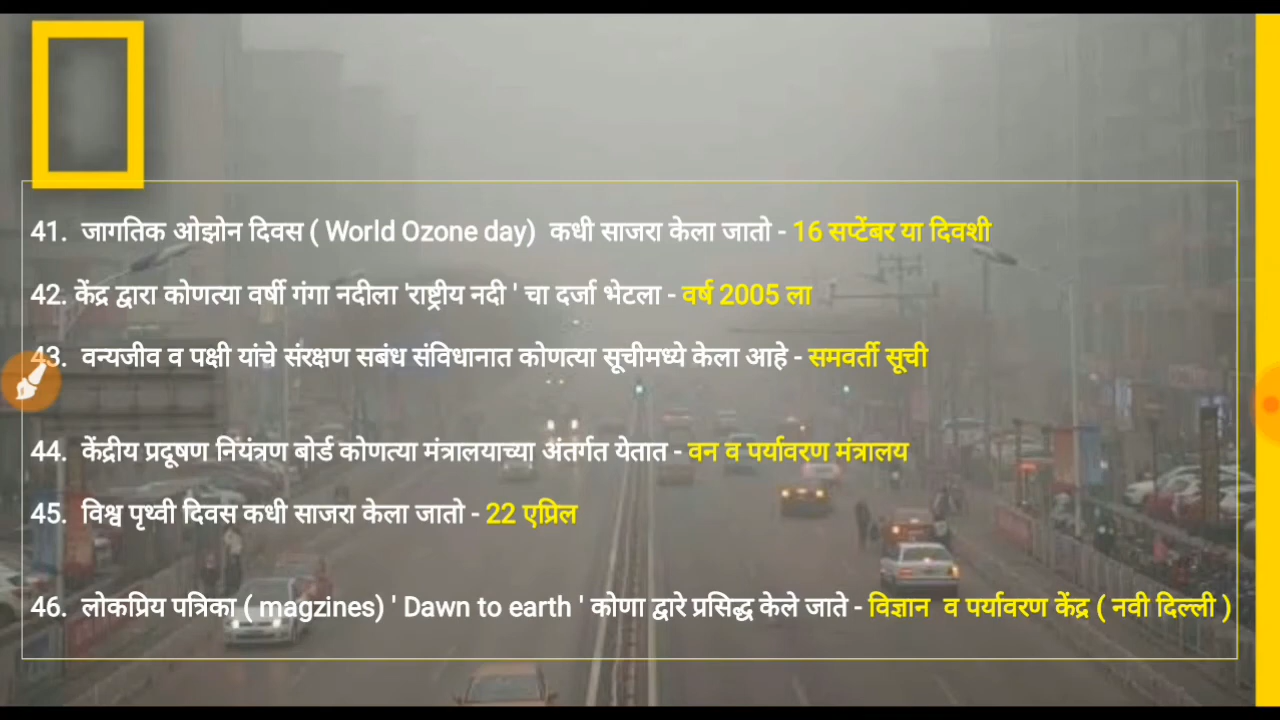 41. जागतिक ओझोन दिवस ( World Ozone day) कधी साजरा केला जातो - 16 सप्टेंबर या दिवशी
42. केंद्र द्वारा कोणत्या वर्षी गंगा नदीला 'राष्ट्रीय नदी ' चा दर्जा भेटला - वर्ष 2005 ला
43. वन्यजीव व पक्षी यांचे संरक्षण सबंध संविधानात कोणत्या सूचीमध्ये केला आहे - समवर्ती सूची
44. केंद्रीय प्रदूषण नियंत्रण बोर्ड कोणत्या मंत्रालयाच्या अंतर्गत येतात - वन व पर्यावरण मंत्रालय
45. विश्व पृथ्वी दिवस कधी साजरा केला जातो - 22 एप्रिल
46. लोकप्रिय पत्रिका ( magzines) ' Dawn to earth ' कोणा द्वारे प्रसिद्ध केले जाते - विज्ञान व पर्यावरण केंद्र ( नवी दिल्ली )